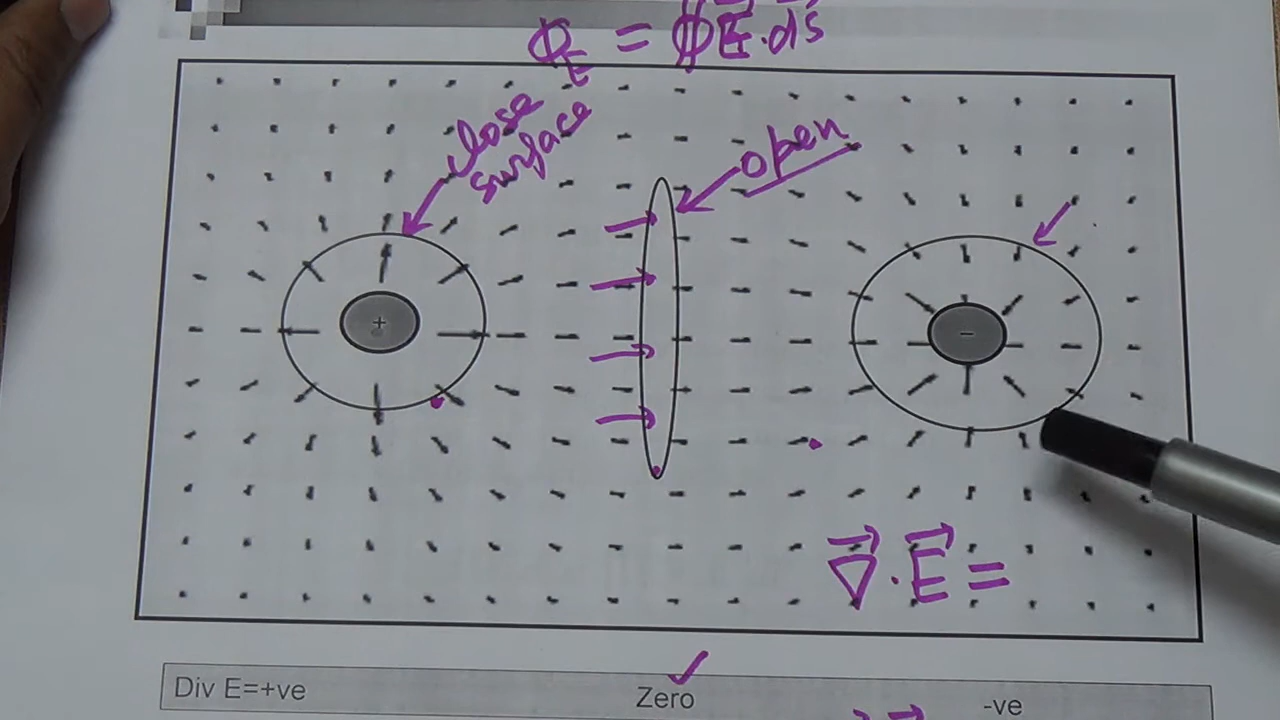 Φ_E = ∯E⃗.ds⃗
close
surface
open
+
-
∇⃗.E⃗ =
Div E=+ve Zero -ve